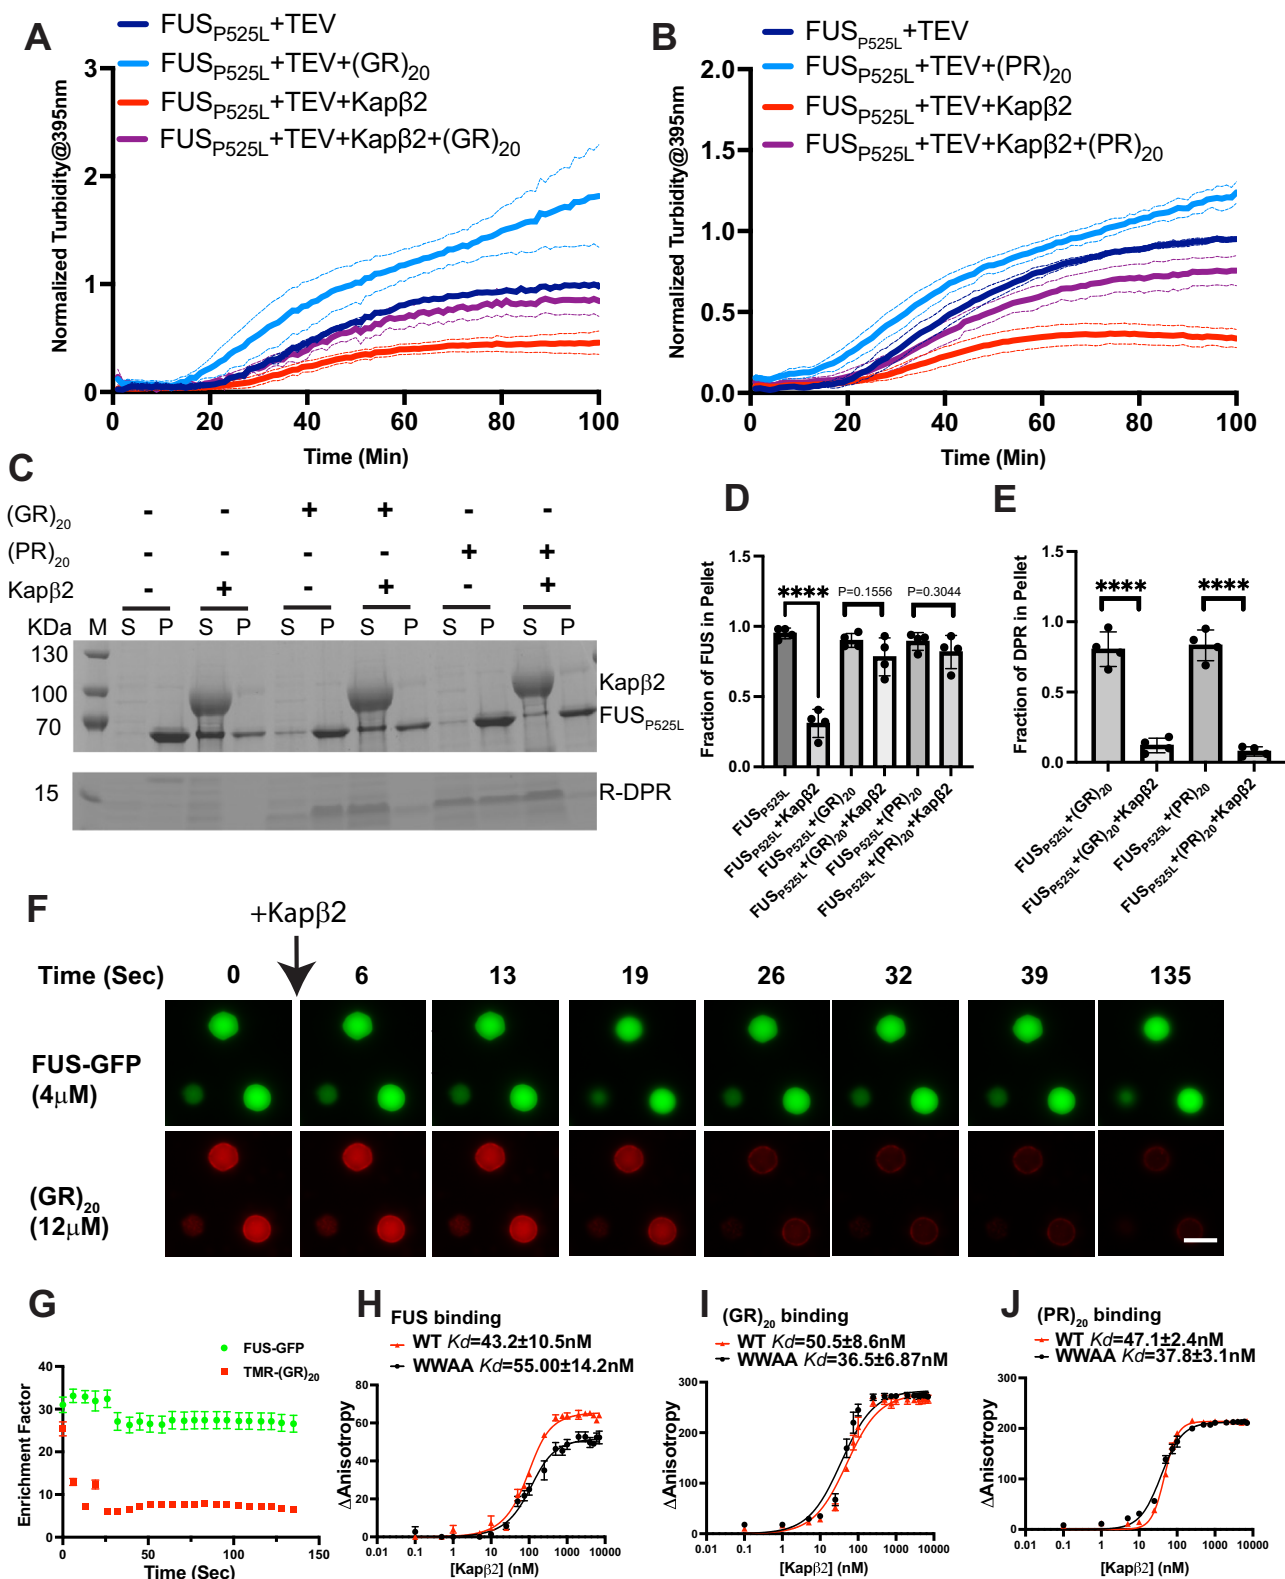 A
FUSP525L+TEV
FUSP525L+TEV+(GR)20
FUSP525L+TEV+Kapβ2
FUSP525L+TEV+Kapβ2+(GR)20
Normalized Turbidity@395nm
3
2
1
0
0 20 40 60 80 100
Time (Min)
B
FUSP525L+TEV
FUSP525L+TEV+(PR)20
FUSP525L+TEV+Kapβ2
FUSP525L+TEV+Kapβ2+(PR)20
Normalized Turbidity@395nm
2.0
1.5
1.0
0.5
0.0
0 20 40 60 80 100
Time (Min)
C
(GR)20 - - + + - -
(PR)20 - - - - + +
Kapβ2 - + - + - +
KDa M S P S P S P S P S P S P
130
100
70
15
Kapβ2
FUSP525L
R-DPR
D
Fraction of FUS in Pellet
1.5
1.0
0.5
0.0
**** P=0.1556 P=0.3044
FUSP525L
FUSP525L+Kapβ2
FUSP525L+(GR)20
FUSP525L+(GR)20+Kapβ2
FUSP525L+(PR)20
FUSP525L+(PR)20+Kapβ2
E
Fraction of DPR in Pellet
1.5
1.0
0.5
0.0
**** ****
FUSP525L+(GR)20
FUSP525L+(GR)20+Kapβ2
FUSP525L+(PR)20
FUSP525L+(PR)20+Kapβ2
F
+Kapβ2
Time (Sec) 0 6 13 19 26 32 39 135
FUS-GFP
(4μM)
(GR)20
(12μM)
G
FUS-GFP
TMR-(GR)20
Enrichment Factor
40
30
20
10
0
0 50 100 150
Time (Sec)
H
FUS binding
WT Kd=43.2±10.5nM
WWAA Kd=55.00±14.2nM
ΔAnisotropy
80
60
40
20
0
0.01 0.1 0 1 10 100 1000 10000
[Kapβ2] (nM)
I
(GR)20 binding
WT Kd=50.5±8.6nM
WWAA Kd=36.5±6.87nM
ΔAnisotropy
300
200
100
0
0.01 0.1 0 1 10 100 1000 10000
[Kapβ2] (nM)
J
(PR)20 binding
WT Kd=47.1±2.4nM
WWAA Kd=37.8±3.1nM
ΔAnisotropy
300
200
100
0
0.01 0.1 0 1 10 100 1000 10000
[Kapβ2] (nM)